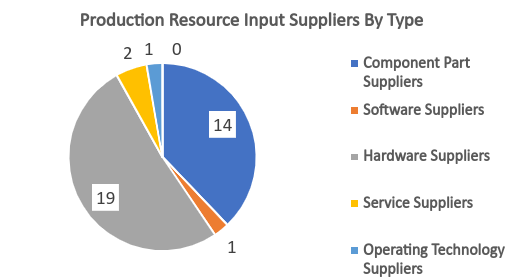 Production Resource Input Suppliers By Type
2
1
0
14
19
1
Component Part
Suppliers
Software Suppliers
Hardware Suppliers
Service Suppliers
Operating Technology
Suppliers